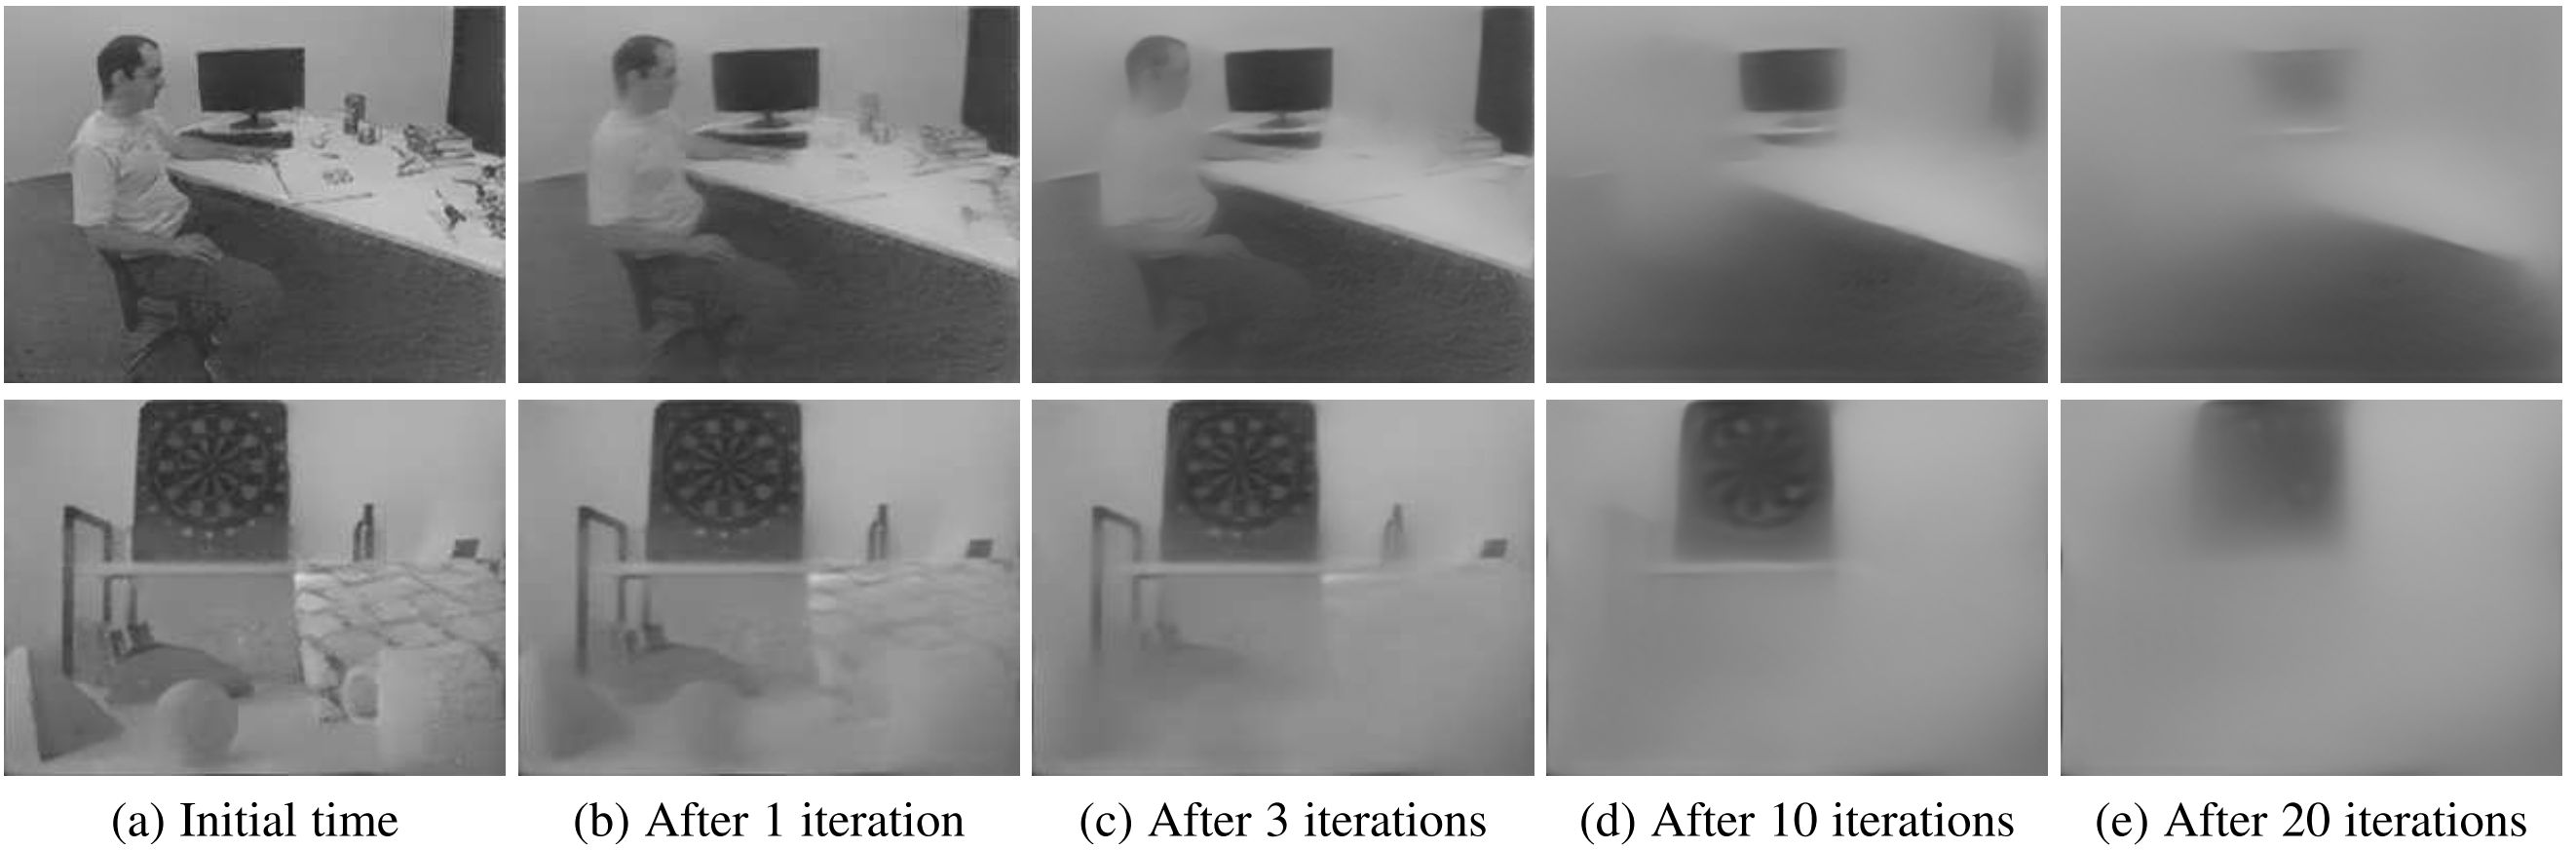 (a) Initial time
(b) After 1 iteration
(c) After 3 iterations
(d) After 10 iterations
(e) After 20 iterations